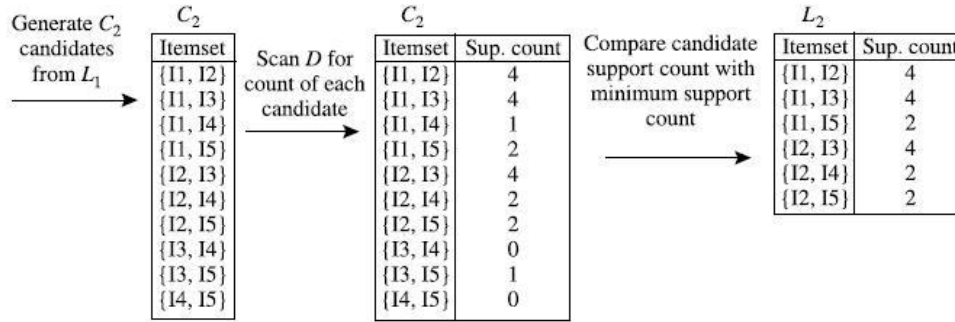 Generate C2
candidates
from L1
C2
Itemset
{I1, I2}
{I1, I3}
{I1, I4}
{I1, I5}
{I2, I3}
{I2, I4}
{I2, I5}
{I3, I4}
{I3, I5}
{I4, I5}
Scan D for
count of each
candidate
C2
Itemset Sup. count
{I1, I2} 4
{I1, I3} 4
{I1, I4} 1
{I1, I5} 2
{I2, I3} 4
{I2, I4} 2
{I2, I5} 2
{I3, I4} 0
{I3, I5} 1
{I4, I5} 0
Compare candidate
support count with
minimum support
count
L2
Itemset Sup. count
{I1, I2} 4
{I1, I3} 4
{I1, I5} 2
{I2, I3} 4
{I2, I4} 2
{I2, I5} 2